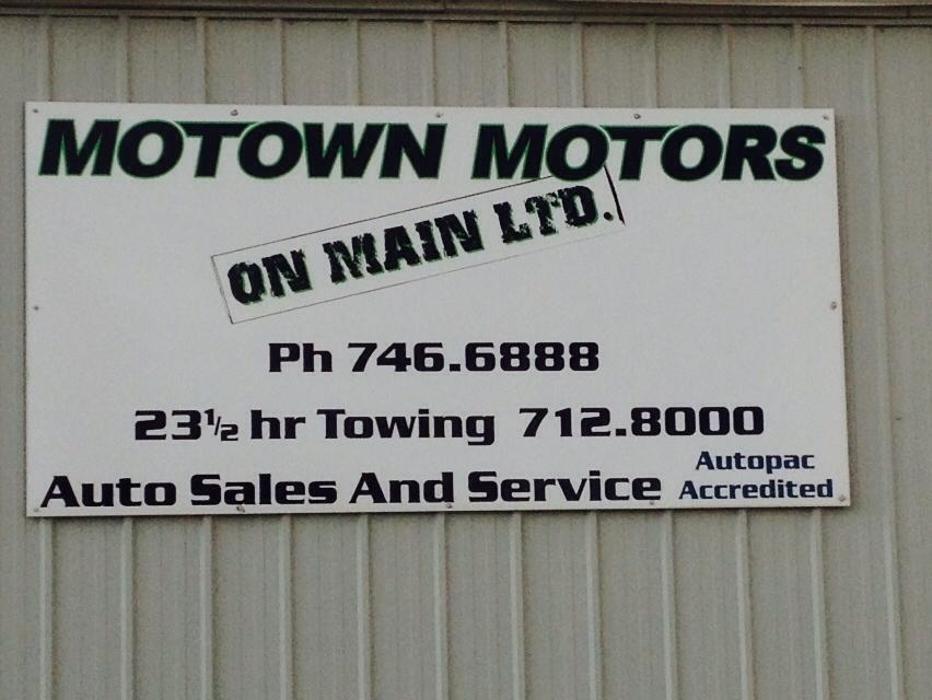 MOTOWN MOTORS
ON MAIN LTD.
Ph 746.6888
23½ hr Towing 712.8000
Auto Sales And Service
Autopac
Accredited